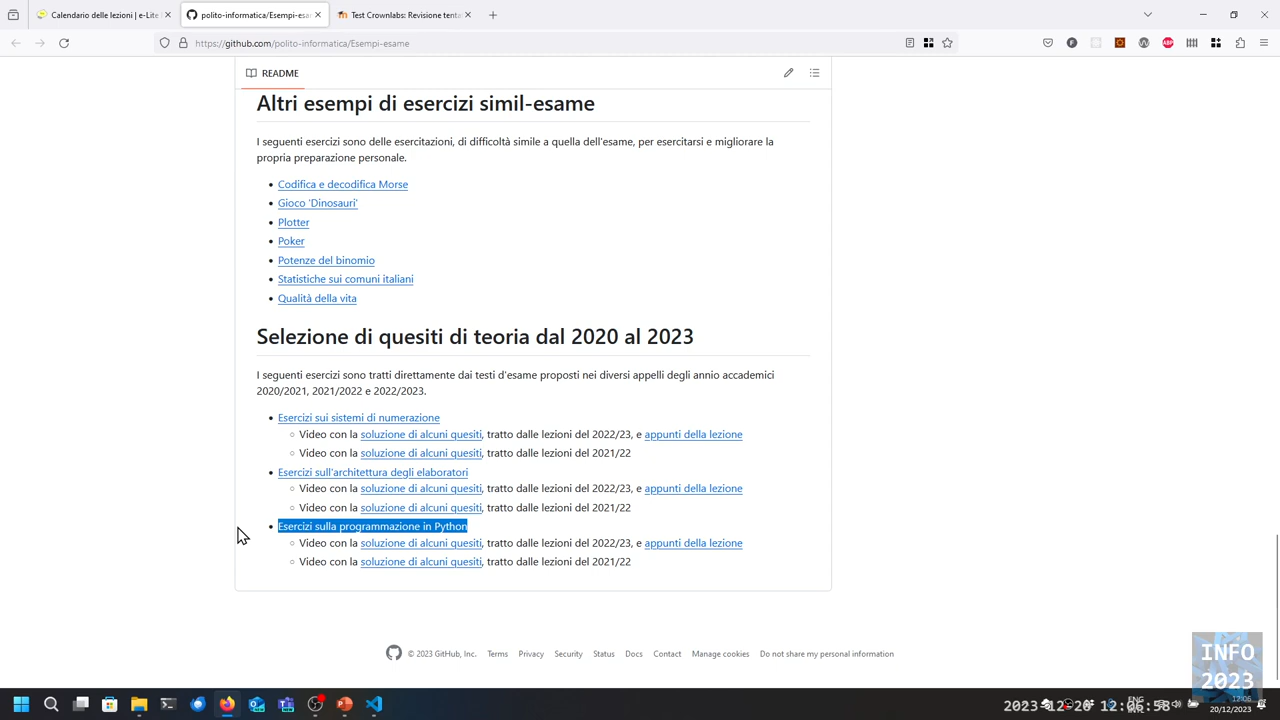 Calendario delle lezioni | e-Lite
polito-informatica/Esempi-esa
Test Crownlabs: Revisione tenta
https://github.com/polito-informatica/Esempi-esame
README
Altri esempi di esercizi simil-esame
I seguenti esercizi sono delle esercitazioni, di difficoltà simile a quella dell'esame, per esercitarsi e migliorare la
propria preparazione personale.
Codifica e decodifica Morse
Gioco 'Dinosauri'
Plotter
Poker
Potenze del binomio
Statistiche sui comuni italiani
Qualità della vita
Selezione di quesiti di teoria dal 2020 al 2023
I seguenti esercizi sono tratti direttamente dai testi d'esame proposti nei diversi appelli degli annio accademici
2020/2021, 2021/2022 e 2022/2023.
Esercizi sui sistemi di numerazione
Video con la soluzione di alcuni quesiti, tratto dalle lezioni del 2022/23, e appunti della lezione
Video con la soluzione di alcuni quesiti, tratto dalle lezioni del 2021/22
Esercizi sull'architettura degli elaboratori
Video con la soluzione di alcuni quesiti, tratto dalle lezioni del 2022/23, e appunti della lezione
Video con la soluzione di alcuni quesiti, tratto dalle lezioni del 2021/22
Esercizi sulla programmazione in Python
Video con la soluzione di alcuni quesiti, tratto dalle lezioni del 2022/23, e appunti della lezione
Video con la soluzione di alcuni quesiti, tratto dalle lezioni del 2021/22
© 2023 GitHub, Inc. Terms Privacy Security Status Docs Contact Manage cookies Do not share my personal information
INFO
2023
ENG
12:06
2023-12-20 12:06:58
20/12/2023